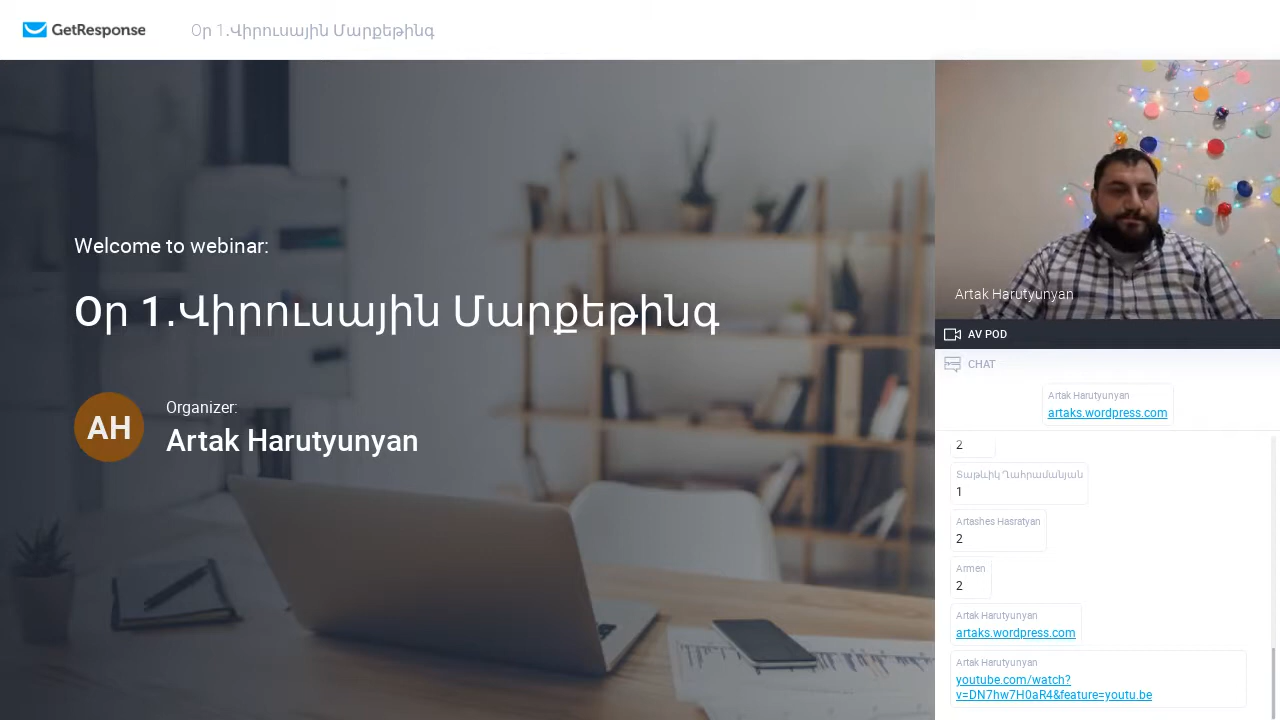 GetResponse
Օր 1.Վիրուսային Մարքեթինգ
Welcome to webinar:
Օր 1.Վիրուսային Մարքեթինգ
AH
Organizer:
Artak Harutyunyan
Artak Harutyunyan
AV POD
CHAT
Artak Harutyunyan
artaks.wordpress.com
2
Տաթևիկ Ղահրամանյան
1
Artashes Hasratyan
2
Armen
2
Artak Harutyunyan
artaks.wordpress.com
Artak Harutyunyan
youtube.com/watch?
v=DN7hw7H0aR4&feature=youtu.be